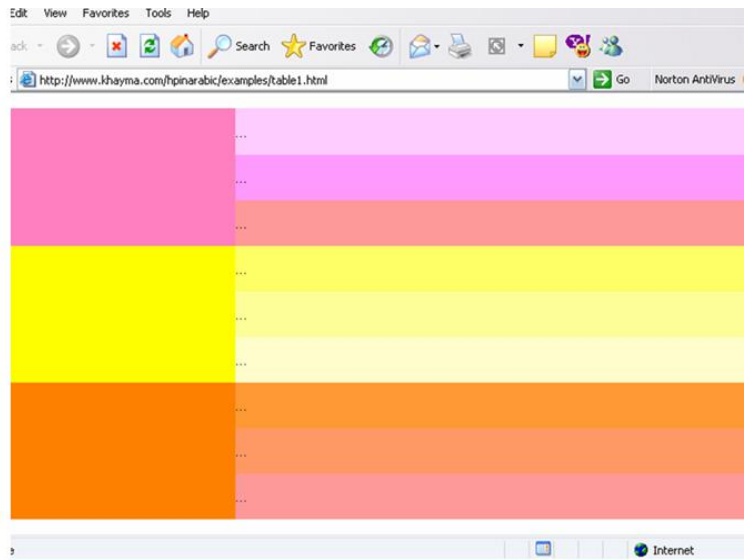 Edit View Favorites Tools Help
ack Search Favorites
s http://www.khayma.com/hpinarabic/examples/table1.html Go Norton AntiVirus
...
...
...
...
...
...
...
...
...
e Internet